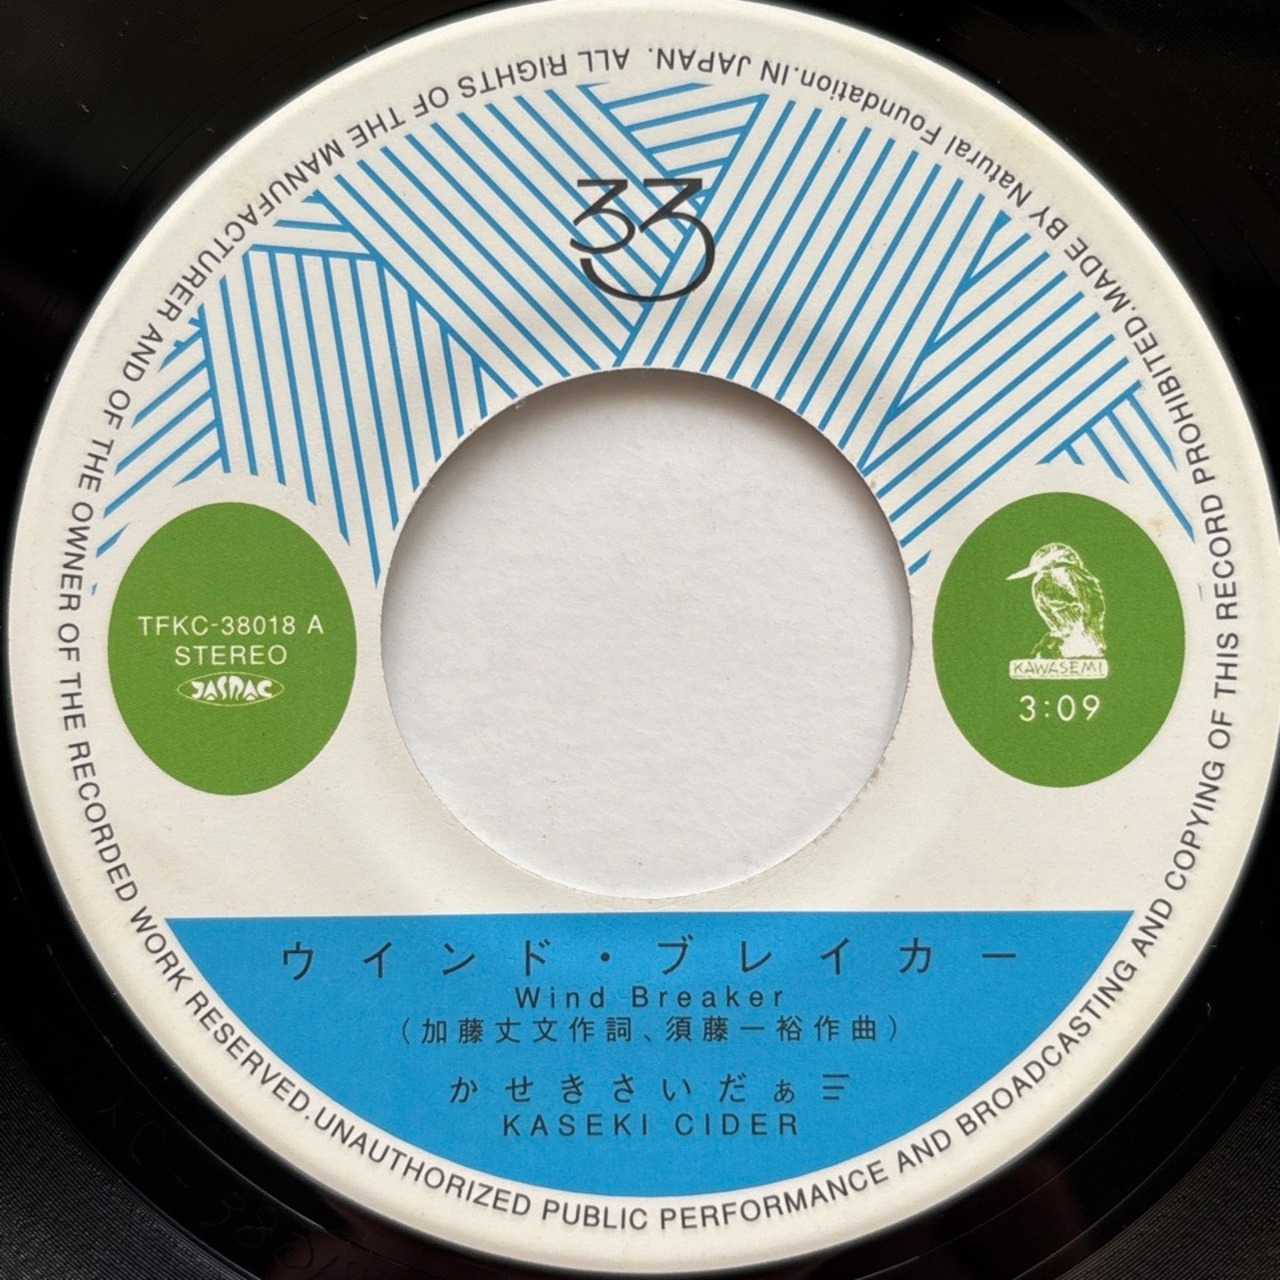 33
TFKC-38018 A
STEREO
JASRAC
KAWASEMI
3:09
ウインド・ブレイカー
Wind Breaker
（加藤丈文作詞、須藤一裕作曲）
かせきさいだぁ
KASEKI CIDER
ALL RIGHTS OF THE MANUFACTURER AND OF THE OWNER OF THE RECORDED WORK RESERVED. UNAUTHORIZED PUBLIC PERFORMANCE AND BROADCASTING AND COPYING OF THIS RECORD PROHIBITED. MADE BY Natural Foundation. IN JAPAN.